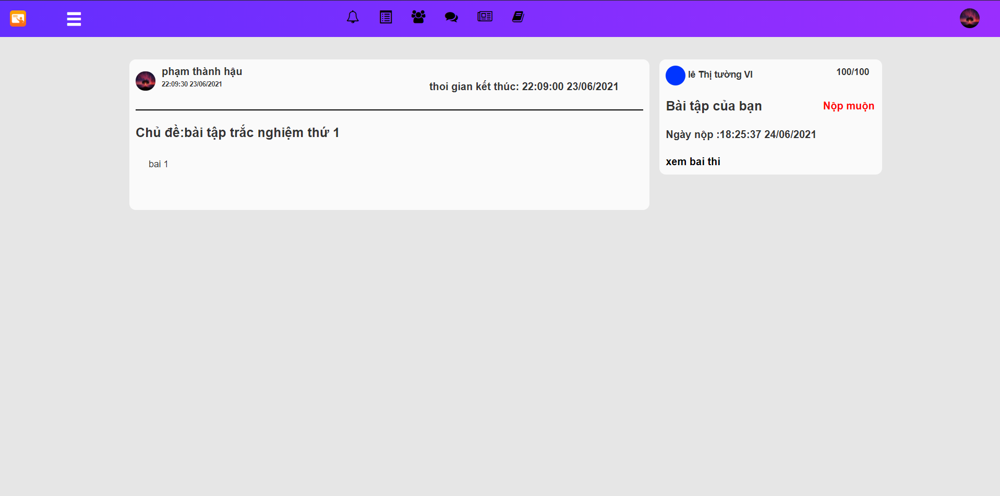 phạm thành hậu
22:09:30 23/06/2021
thoi gian kết thúc: 22:09:00 23/06/2021
Chủ đề:bài tập trắc nghiệm thứ 1
bai 1
lê Thị tường VI
100/100
Bài tập của bạn
Nộp muộn
Ngày nộp :18:25:37 24/06/2021
xem bai thi